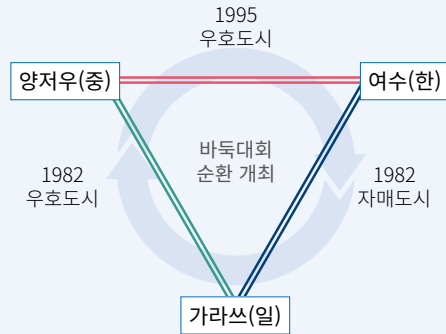 1995
우호도시
양저우(중)
여수(한)
바둑대회
순환 개최
1982
우호도시
1982
자매도시
가라쓰(일)